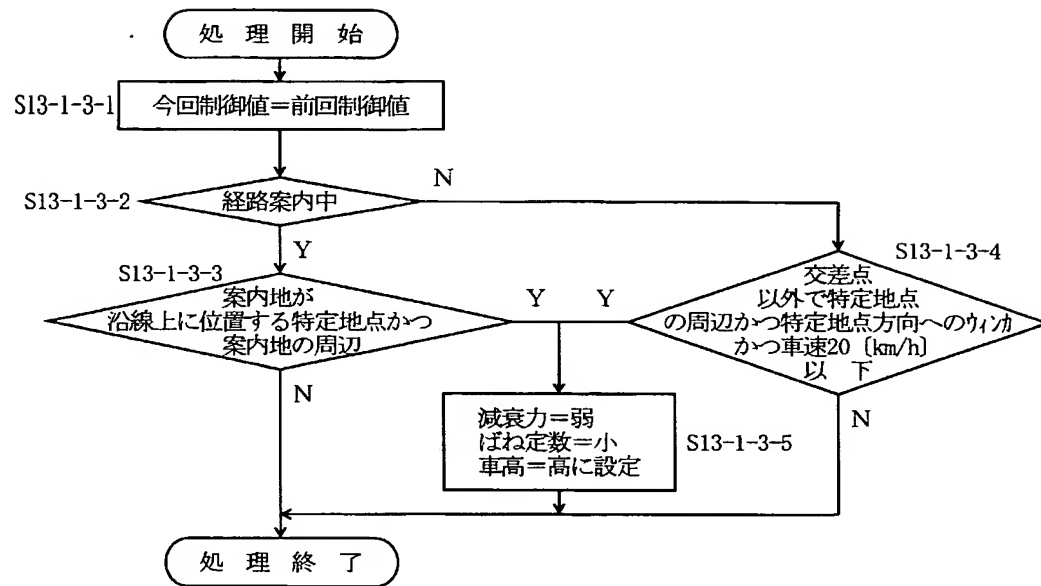 処理開始
S13-1-3-1
今回制御値＝前回制御値
N
S13-1-3-2
経路案内中
Y
S13-1-3-4
S13-1-3-3
案内地が
沿線上に位置する特定地点かつ
案内地の周辺
Y
Y
交差点
以外で特定地点
の周辺かつ特定地点方向へのウィンカ
かつ車速20〔km/h〕
以下
N
N
減衰力＝弱
ばね定数＝小
車高＝高に設定
S13-1-3-5
処理終了